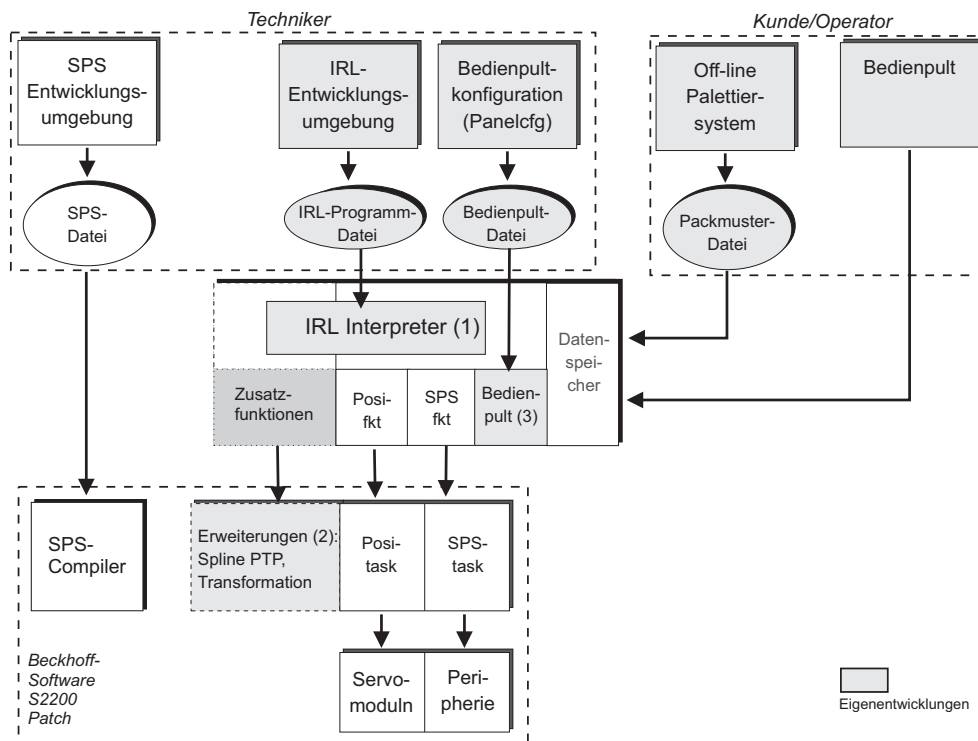 Techniker
Kunde/Operator
SPS
Entwicklungs-
umgebung
IRL-
Entwicklungs-
umgebung
Bedienpult-
konfiguration
(Panelcfg)
Off-line
Palettier-
system
Bedienpult
SPS-
Datei
IRL-Programm-
Datei
Bedienpult-
Datei
Packmuster-
Datei
IRL Interpreter (1)
Daten-
spei-
cher
Zusatz-
funktionen
Posi-
fkt
SPS
fkt
Bedien-
pult (3)
SPS-
Compiler
Erweiterungen (2):
Spline PTP,
Transformation
Posi-
task
SPS-
task
Servo-
moduln
Peri-
pherie
Beckhoff-
Software
S2200
Patch
Eigenentwicklungen